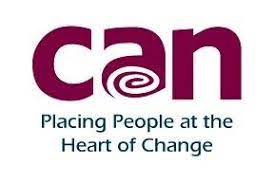 can
Placing People at the
Heart of Change